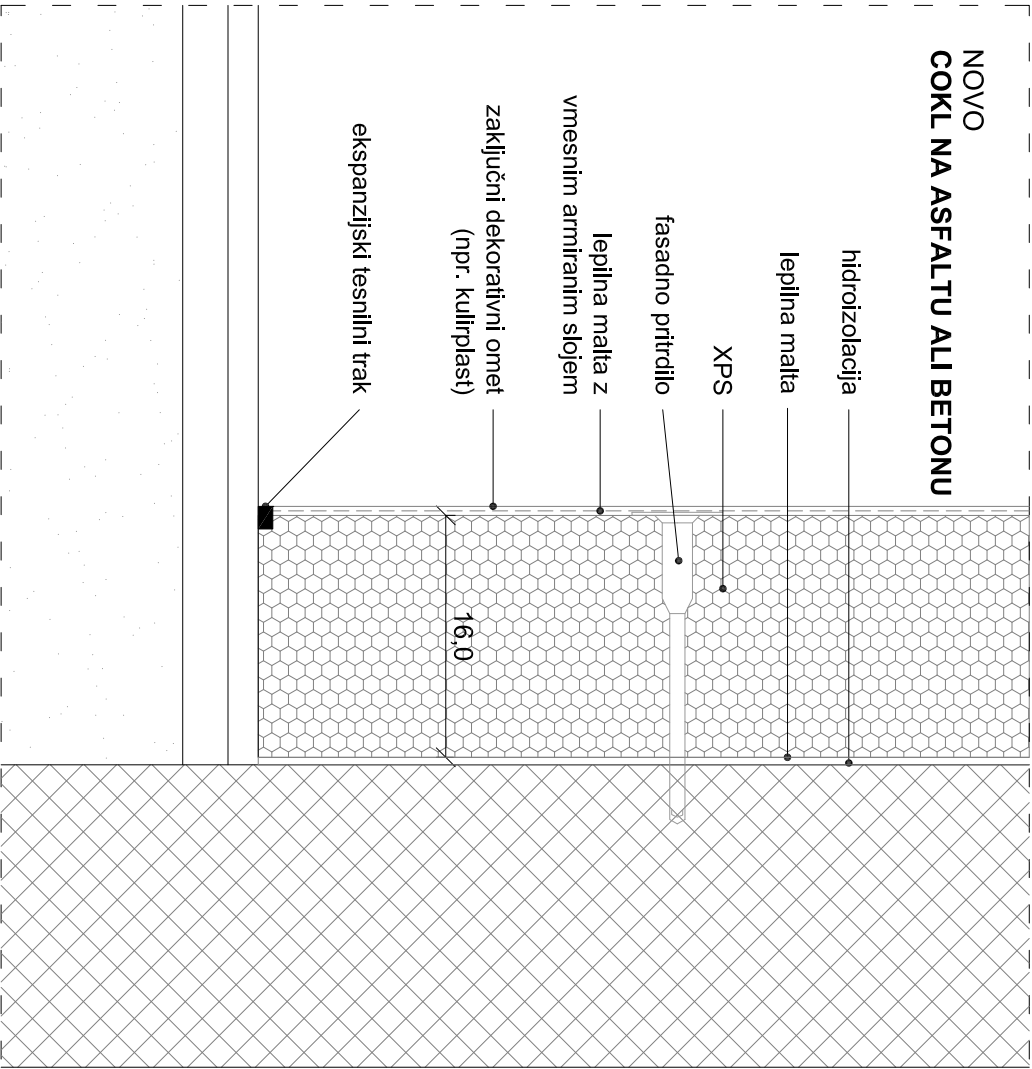 NOVO
COKL NA ASFALTU ALI BETONU
hidroizolacija
lepilna malta
XPS
fasadno pritrdilo
lepilna malta z
vmesnim armiranim slojem
zaključni dekorativni omet
(npr. kulirplast)
ekspanzijski tesnilni trak
16,0